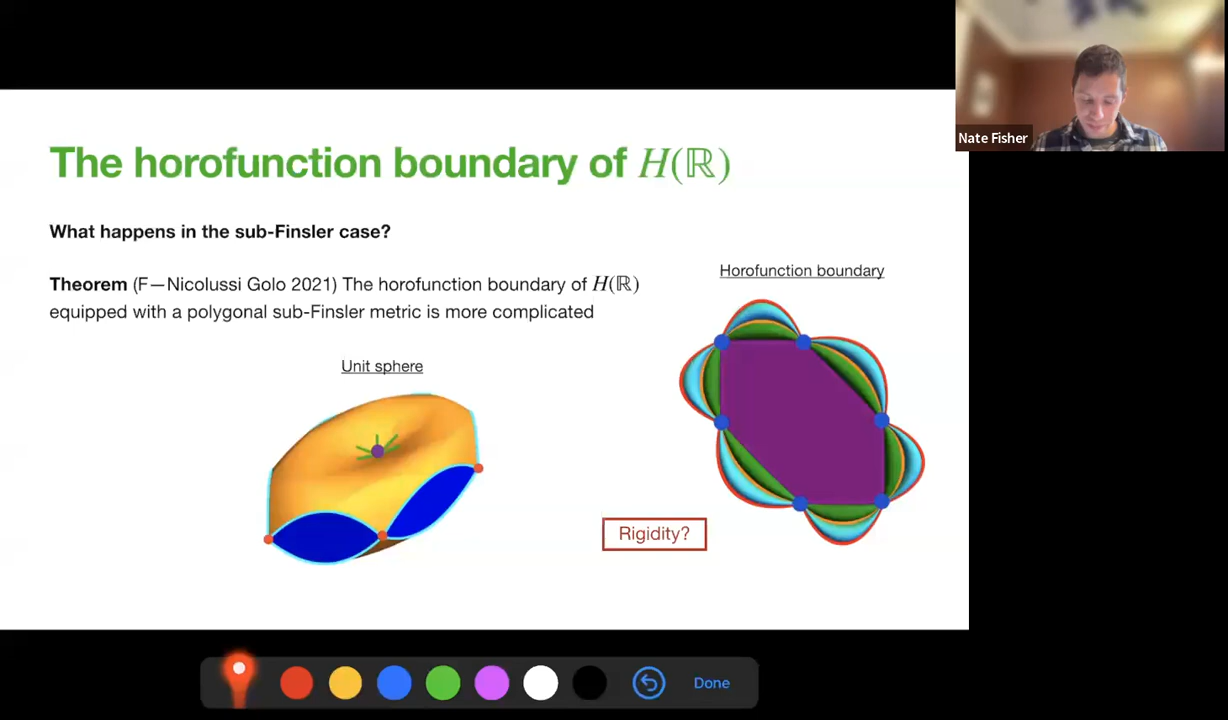 Nate Fisher
The horofunction boundary of H(ℝ)
What happens in the sub-Finsler case?
Theorem (F—Nicolussi Golo 2021) The horofunction boundary of H(ℝ)
equipped with a polygonal sub-Finsler metric is more complicated
Horofunction boundary
Unit sphere
Rigidity?
Done